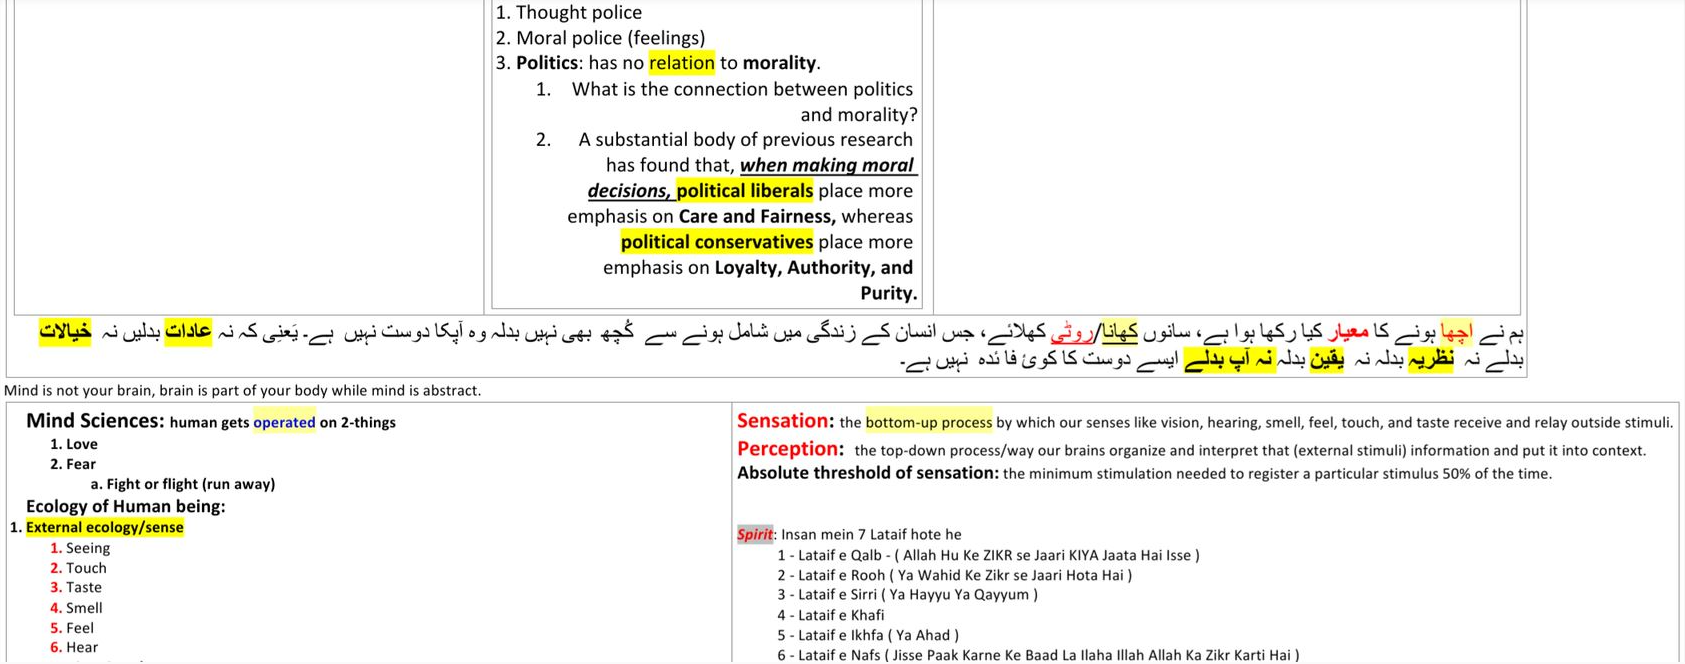 1. Thought police
2. Moral police (feelings)
3. Politics: has no relation to morality.
1. What is the connection between politics
and morality?
2. A substantial body of previous research
has found that, when making moral
decisions, political liberals place more
emphasis on Care and Fairness, whereas
political conservatives place more
emphasis on Loyalty, Authority, and
Purity.
ہم نے اچھا ہونے کا معیار کیا رکھا ہوا ہے، سانوں کھانا/روٹی کھلائے، جس انسان کے زندگی میں شامل ہونے سے کُچھ بھی نہیں بدلہ وہ آپکا دوست نہیں ہے۔ یَعنِی کہ نہ عادات بدلیں نہ خیالات
بدلے نہ نظریہ بدلہ نہ یقین بدلہ نہ آپ بدلے ایسے دوست کا کوئ فائدہ نہیں ہے۔
Mind is not your brain, brain is part of your body while mind is abstract.
Mind Sciences: human gets operated on 2-things
1. Love
2. Fear
a. Fight or flight (run away)
Ecology of Human being:
1. External ecology/sense
1. Seeing
2. Touch
3. Taste
4. Smell
5. Feel
6. Hear
Sensation: the bottom-up process by which our senses like vision, hearing, smell, feel, touch, and taste receive and relay outside stimuli.
Perception: the top-down process/way our brains organize and interpret that (external stimuli) information and put it into context.
Absolute threshold of sensation: the minimum stimulation needed to register a particular stimulus 50% of the time.
Spirit: Insan mein 7 Lataif hote he
1 - Lataif e Qalb - ( Allah Hu Ke ZIKR se Jaari KIYA Jaata Hai Isse )
2 - Lataif e Rooh ( Ya Wahid Ke Zikr se Jaari Hota Hai )
3 - Lataif e Sirri ( Ya Hayyu Ya Qayyum )
4 - Lataif e Khafi
5 - Lataif e Ikhfa ( Ya Ahad )
6 - Lataif e Nafs ( Jisse Paak Karne Ke Baad La Ilaha Illah Allah Ka Zikr Karti Hai )